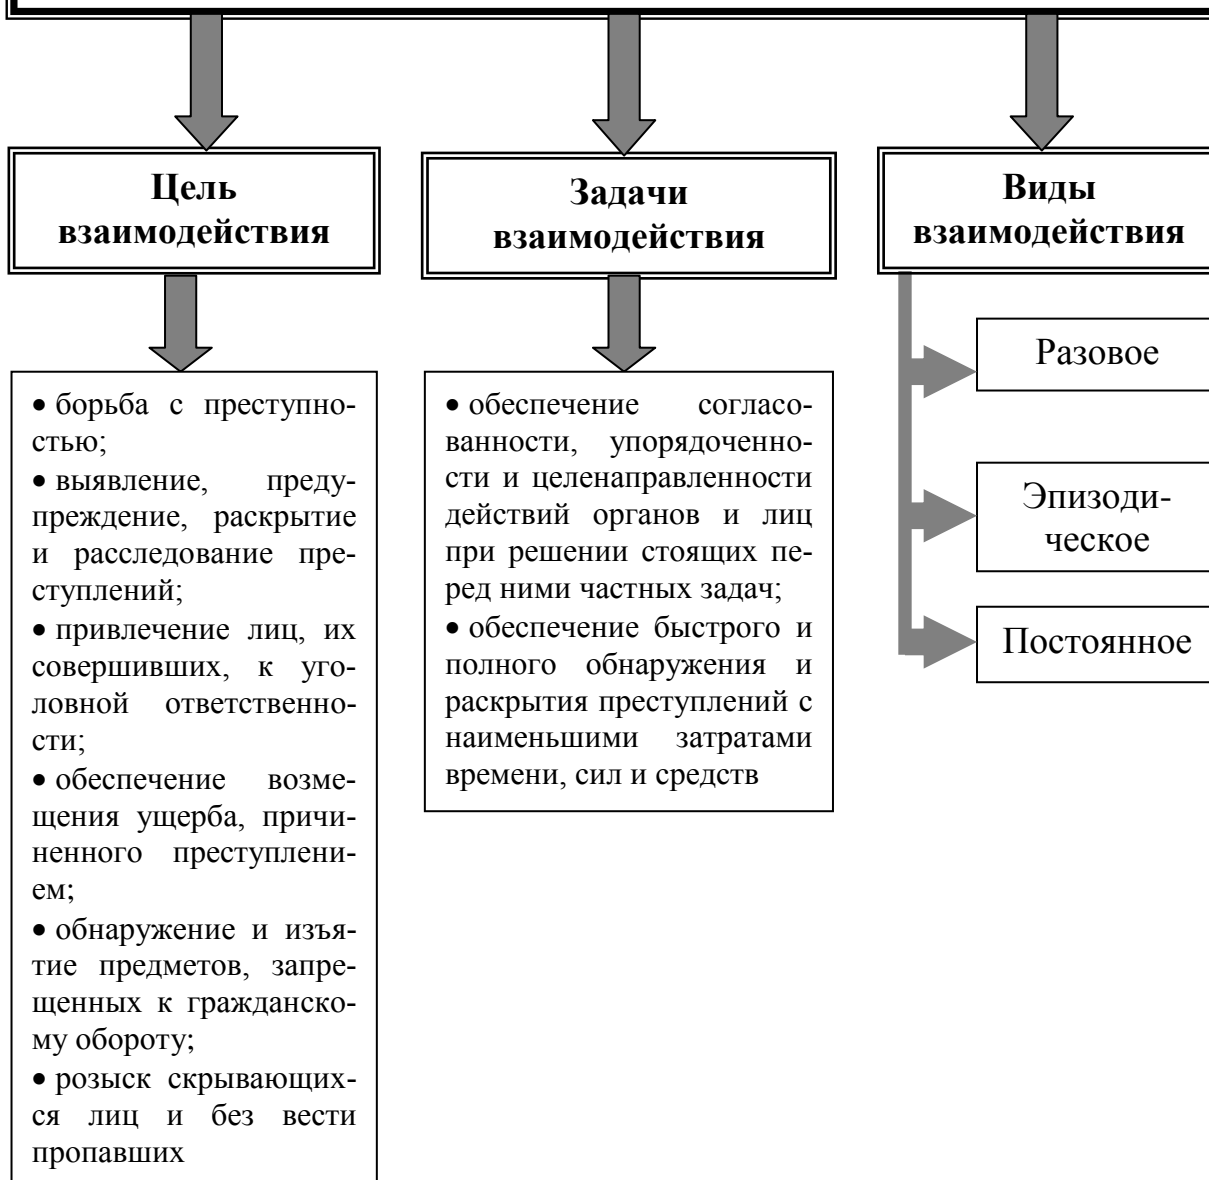 Цель
взаимодействия
• борьба с преступно-
стью;
• выявление, преду-
преждение, раскрытие
и расследование пре-
ступлений;
• привлечение лиц, их
совершивших, к уго-
ловной ответственно-
сти;
• обеспечение возме-
щения ущерба, причи-
ненного преступлени-
ем;
• обнаружение и изъя-
тие предметов, запре-
щенных к гражданско-
му обороту;
• розыск скрывающих-
ся лиц и без вести
пропавших
Задачи
взаимодействия
• обеспечение согласо-
ванности, упорядоченно-
сти и целенаправленности
действий органов и лиц
при решении стоящих пе-
ред ними частных задач;
• обеспечение быстрого и
полного обнаружения и
раскрытия преступлений с
наименьшими затратами
времени, сил и средств
Виды
взаимодействия
Разовое
Эпизоди-
ческое
Постоянное